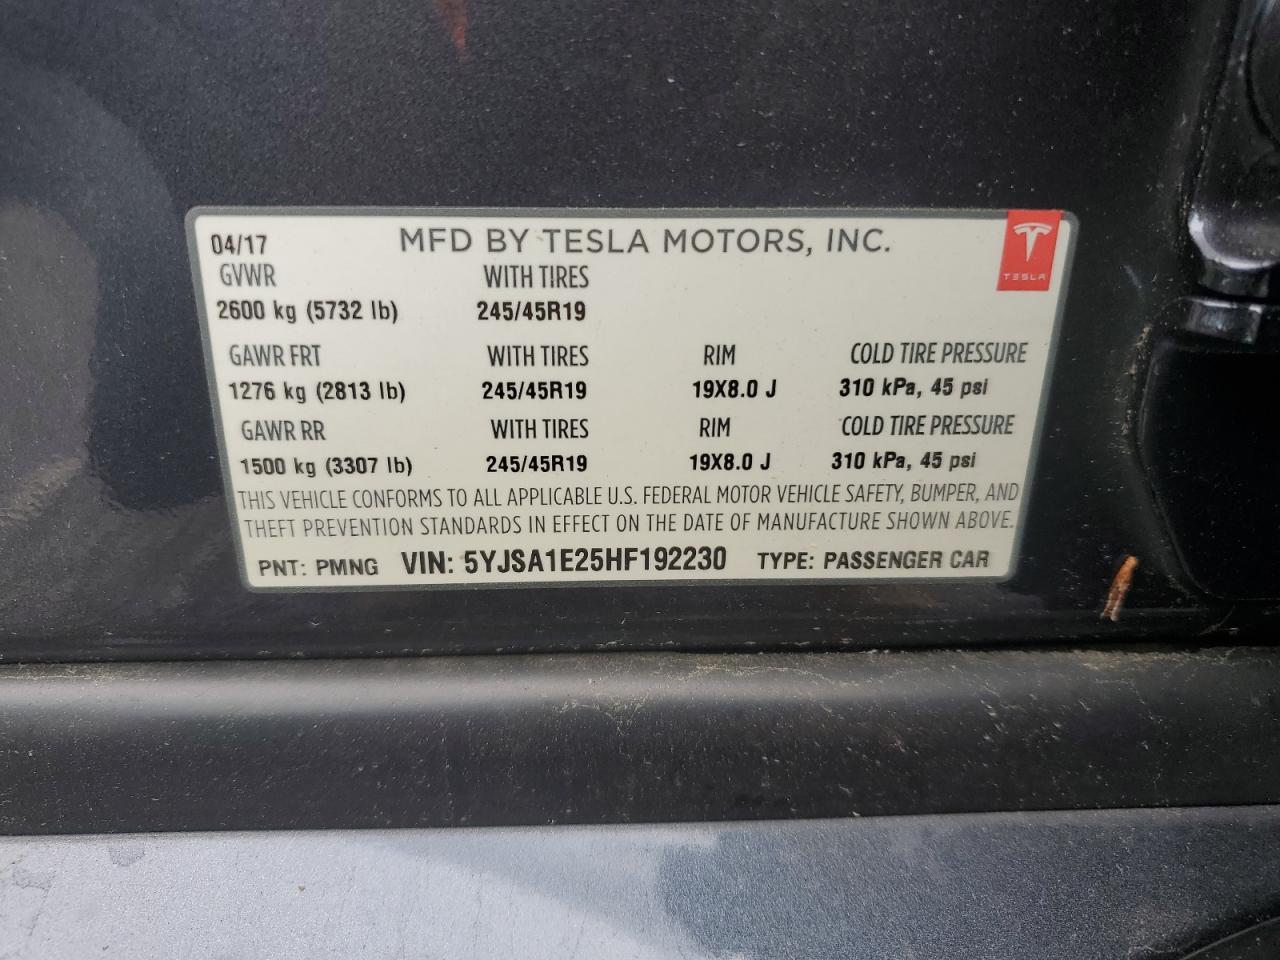 04/17 MFD BY TESLA MOTORS, INC.
TESLA
GVWR WITH TIRES
2600 kg (5732 lb) 245/45R19
GAWR FRT WITH TIRES RIM COLD TIRE PRESSURE
1276 kg (2813 lb) 245/45R19 19X8.0 J 310 kPa, 45 psi
GAWR RR WITH TIRES RIM COLD TIRE PRESSURE
1500 kg (3307 lb) 245/45R19 19X8.0 J 310 kPa, 45 psi
THIS VEHICLE CONFORMS TO ALL APPLICABLE U.S. FEDERAL MOTOR VEHICLE SAFETY, BUMPER, AND
THEFT PREVENTION STANDARDS IN EFFECT ON THE DATE OF MANUFACTURE SHOWN ABOVE.
PNT: PMNG VIN: 5YJSA1E25HF192230 TYPE: PASSENGER CAR